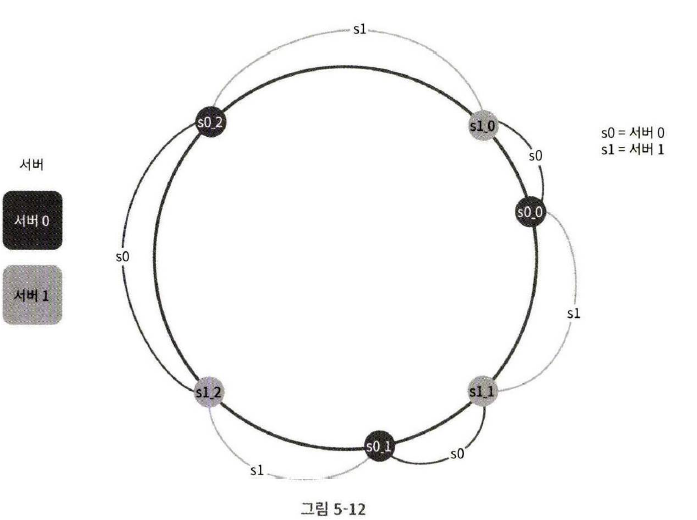 s1
s0_2
s1_0
s0 = 서버 0
s1 = 서버 1
s0
서버
s0_0
서버 0
s0
서버 1
s1
s1_2
s1_1
s0_1
s0
s1
그림 5-12